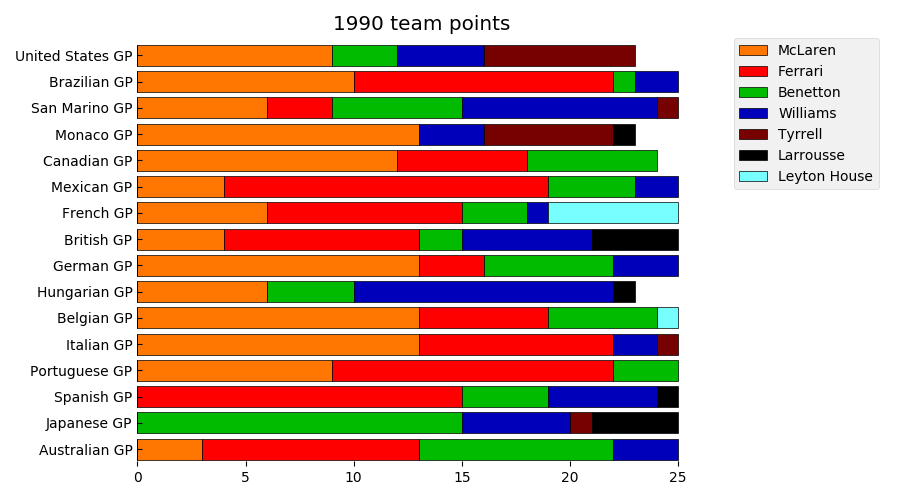 1990 team points
United States GP
Brazilian GP
San Marino GP
Monaco GP
Canadian GP
Mexican GP
French GP
British GP
German GP
Hungarian GP
Belgian GP
Italian GP
Portuguese GP
Spanish GP
Japanese GP
Australian GP
0 5 10 15 20 25
McLaren
Ferrari
Benetton
Williams
Tyrrell
Larrousse
Leyton House